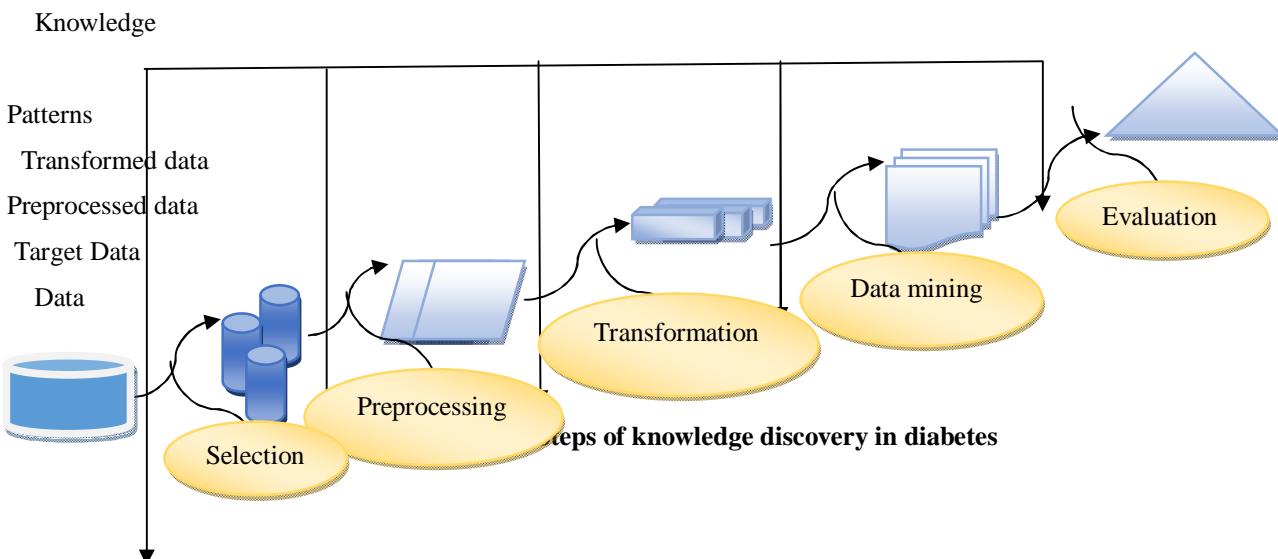 Knowledge
Patterns
Transformed data
Preprocessed data
Target Data
Data
Evaluation
Data mining
Transformation
Preprocessing
of knowledge discovery in diabetes
Selection